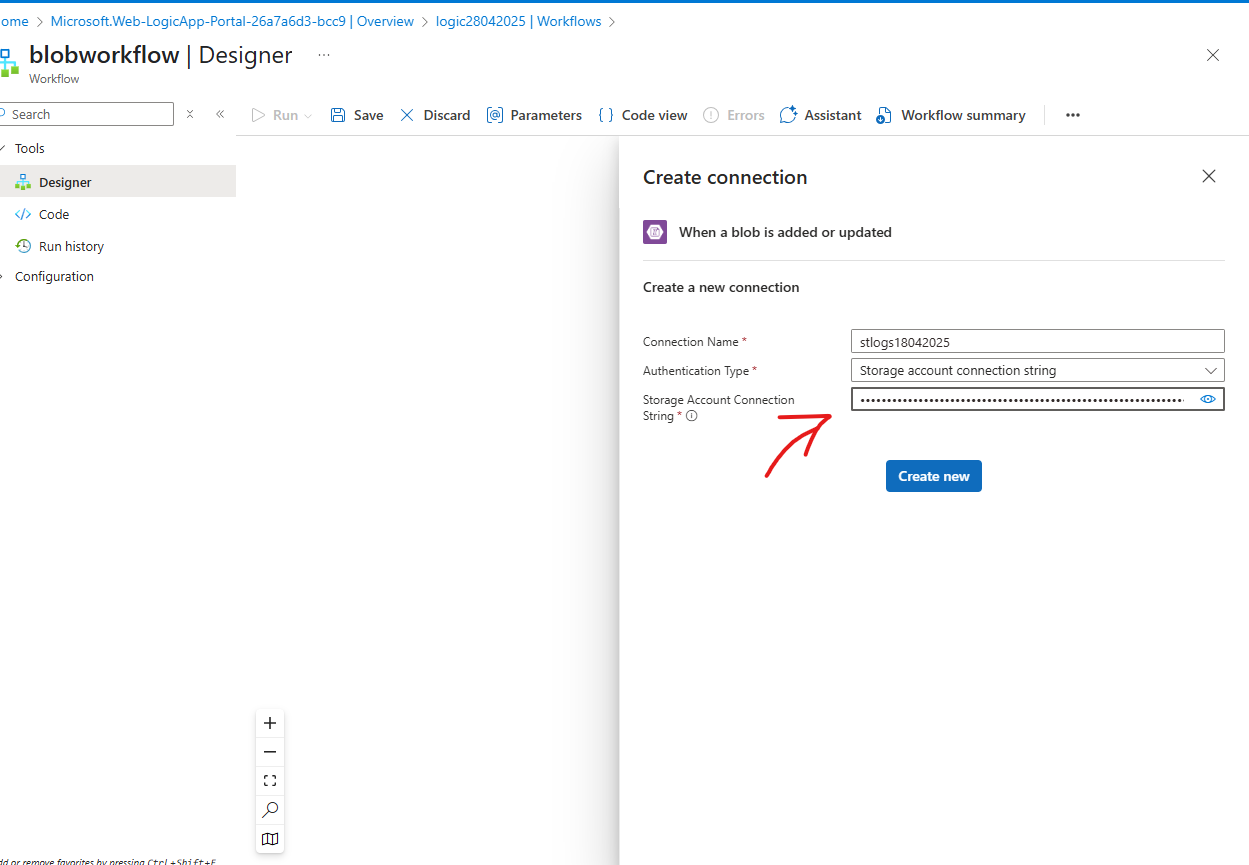 ome > Microsoft.Web-LogicApp-Portal-26a7a6d3-bcc9 | Overview > logic28042025 | Workflows >
blobworkflow | Designer ...
Workflow
Search
Run
Save
Discard
Parameters
Code view
Errors
Assistant
Workflow summary
Tools
Designer
Code
Run history
Configuration
Create connection
When a blob is added or updated
Create a new connection
Connection Name *
stlogs18042025
Authentication Type *
Storage account connection string
Storage Account Connection
String *
Create new
dd or remove favorites by pressing Ctrl+Shift+F